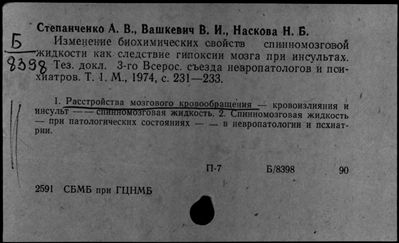 Степанченко А. В., Вашкевич В. И., Наскова Н. Б.
Б
8398
Изменение биохимических свойств спинномозговой
жидкости как следствие гипоксии мозга при инсультах.
Тез. докл. 3-го Всерос. съезда невропатологов и пси-
хиатров. Т. 1. М., 1974, с. 231—233.
1. Расстройства мозгового кровообращения — кровоизлияния и
инсульт — — спинномозговая жидкость. 2. Спинномозговая жидкость
— при патологических состояниях — — в невропатологии и психиат-
рии.
П-7 Б/8398 90
2591 СБМБ при ГЦНМБ